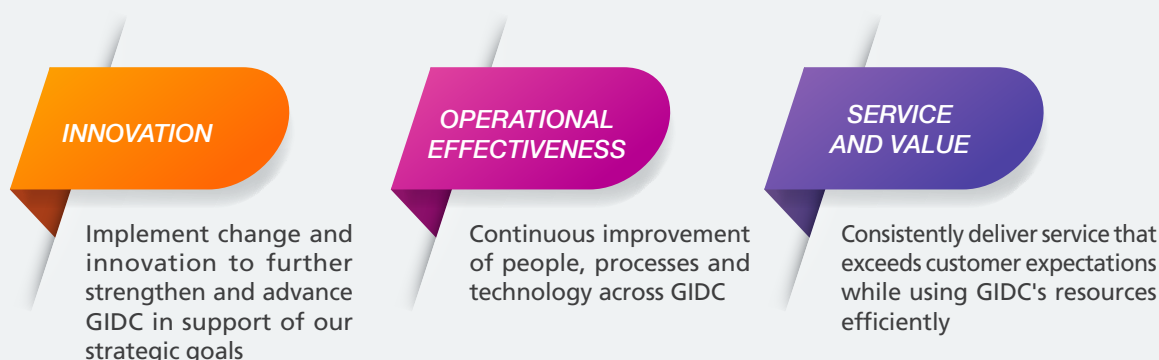 INNOVATION
Implement change and
innovation to further
strengthen and advance
GIDC in support of our
strategic goals
OPERATIONAL
EFFECTIVENESS
Continuous improvement
of people, processes and
technology across GIDC
SERVICE
AND VALUE
Consistently deliver service that
exceeds customer expectations
while using GIDC's resources
efficiently